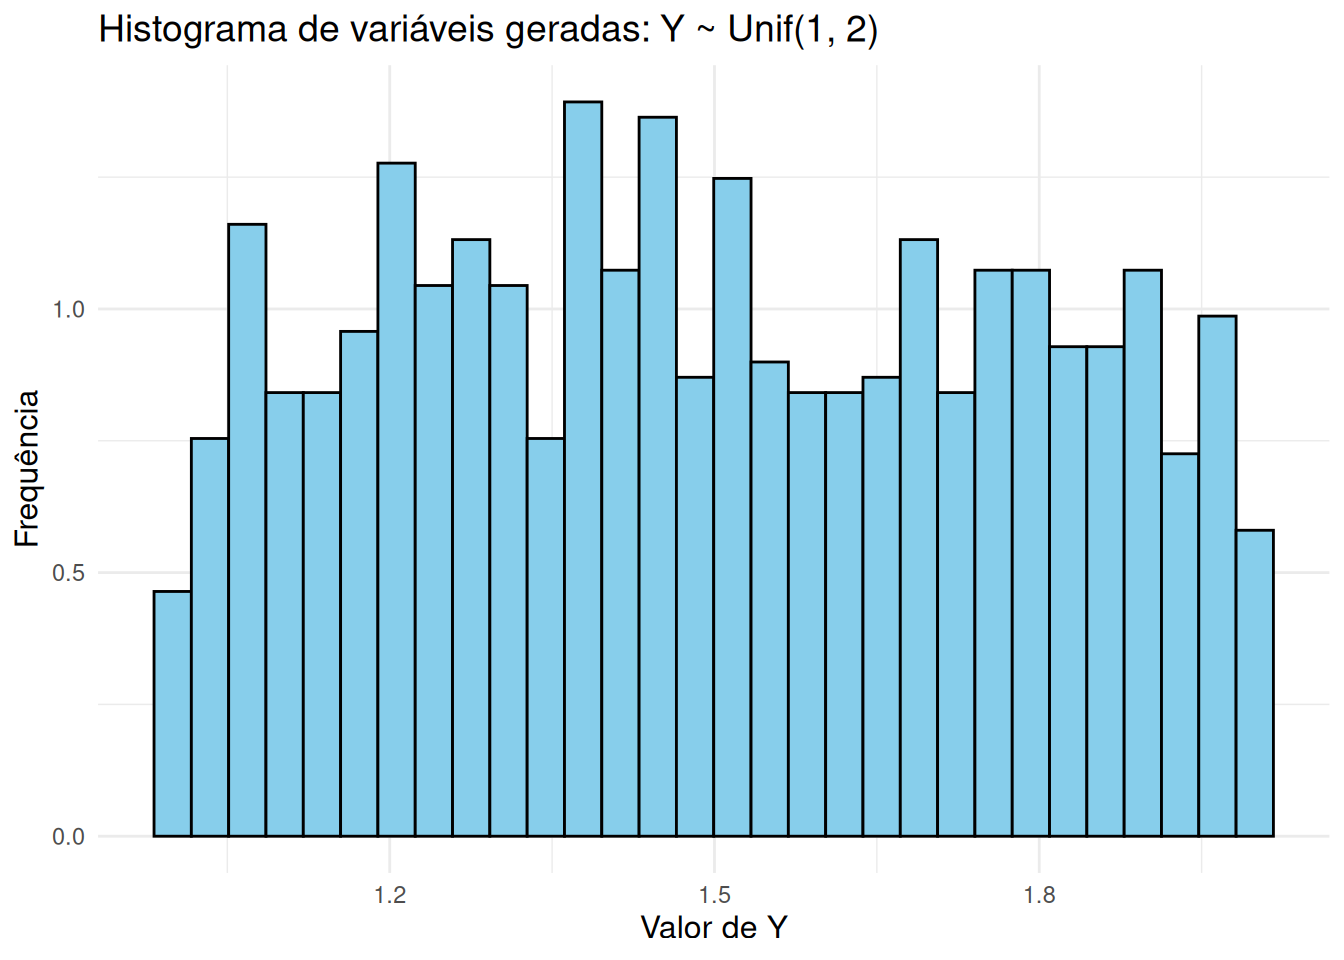 Histograma de variáveis geradas: Y ~ Unif(1, 2)
Frequência
1.0
0.5
0.0
1.2 1.5 1.8
Valor de Y